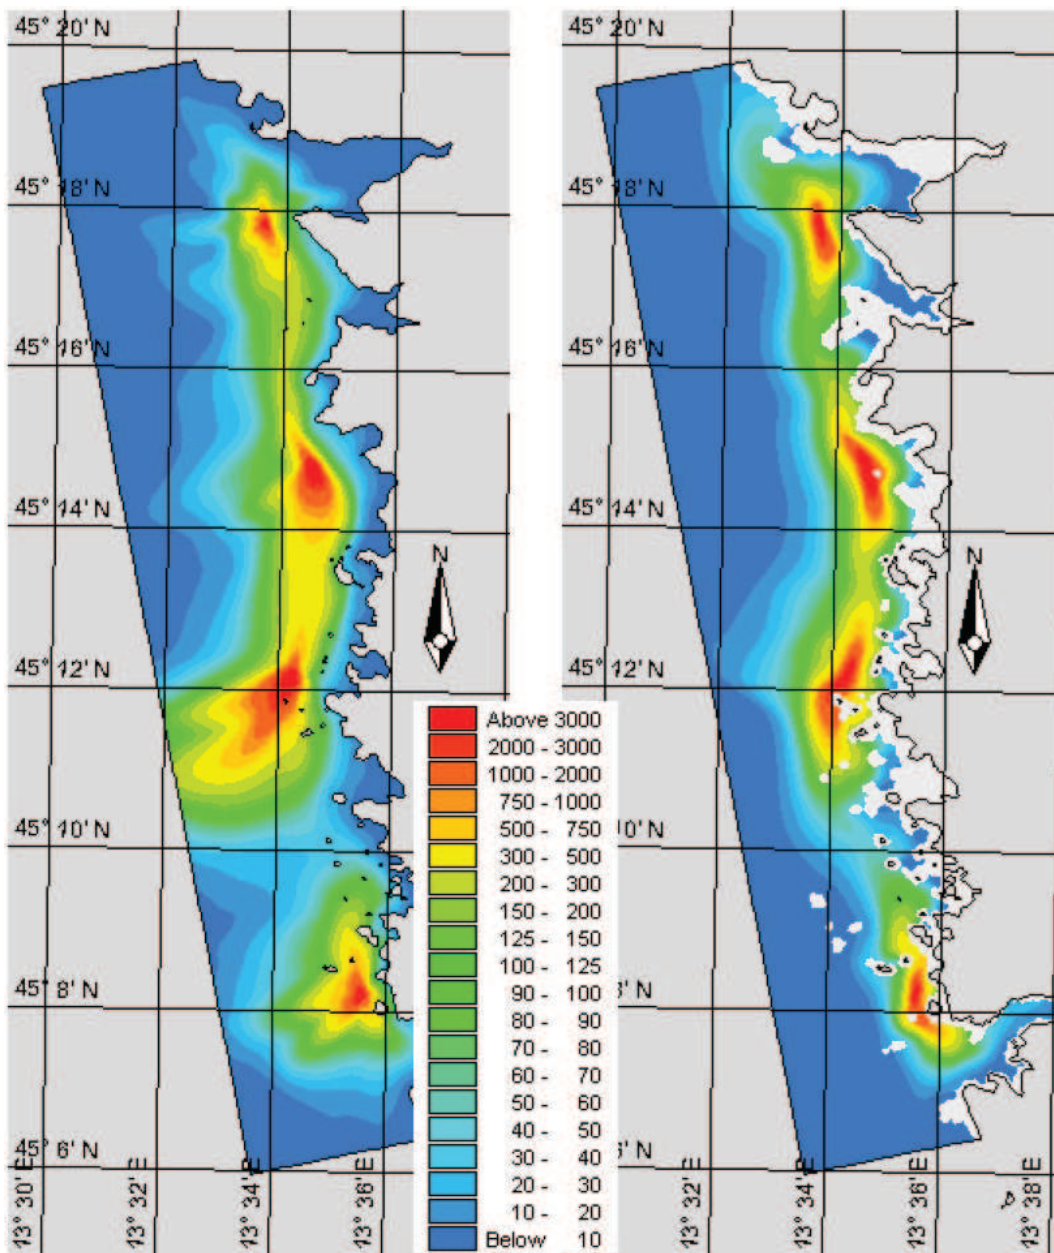 45° 20' N
45° 18' N
45° 16' N
45° 14' N
45° 12' N
45° 10' N
45° 8' N
45° 6' N
13° 30' E
13° 32' E
13° 34' E
13° 36' E
N
45° 20' N
45° 18' N
45° 16' N
45° 14' N
45° 12' N
0' N
8' N
6' N
32' E
13° 34' E
13° 36' E
13° 38' E
N
Above 3000
2000 - 3000
1000 - 2000
750 - 1000
500 - 750
300 - 500
200 - 300
150 - 200
125 - 150
100 - 125
90 - 100
80 - 90
70 - 80
60 - 70
50 - 60
40 - 50
30 - 40
20 - 30
10 - 20
Below 10